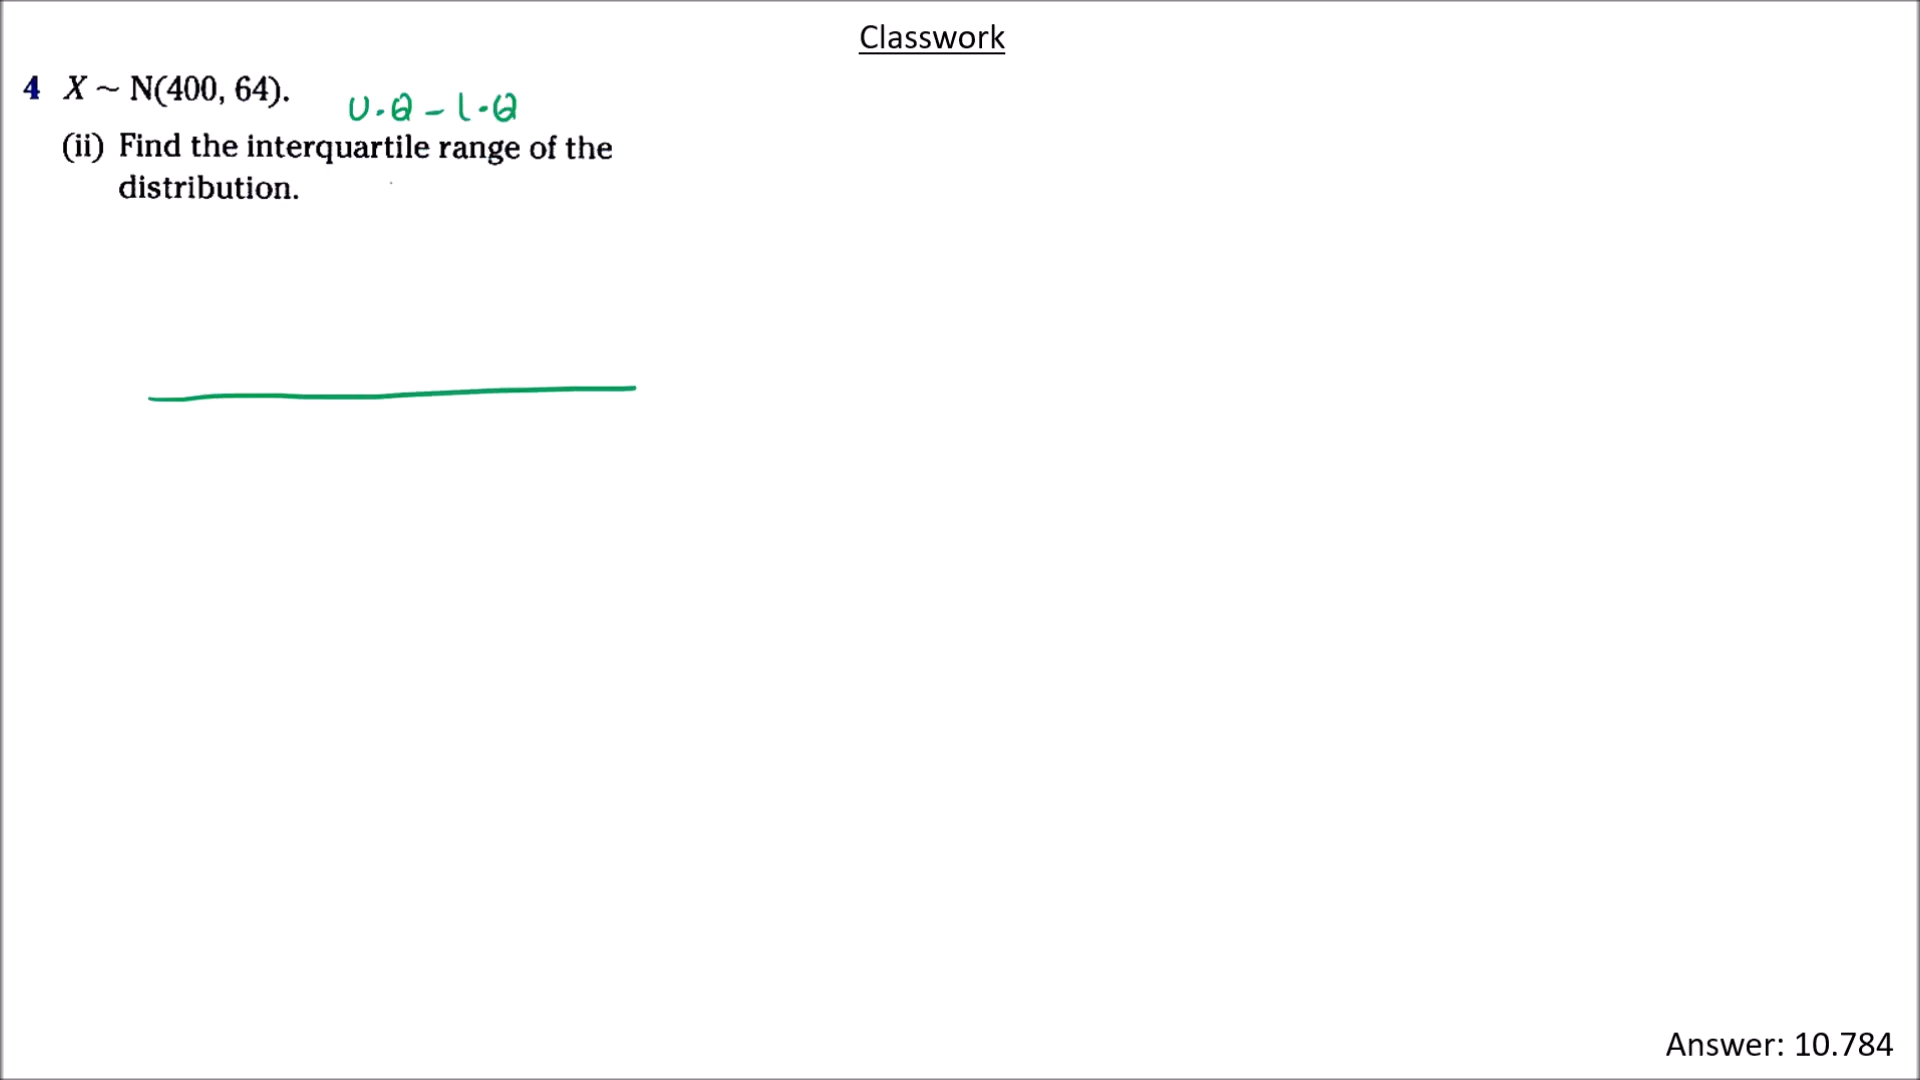 Classwork
4 X ~ N(400, 64).
U.Q - L.Q
(ii) Find the interquartile range of the
distribution.
Answer: 10.784